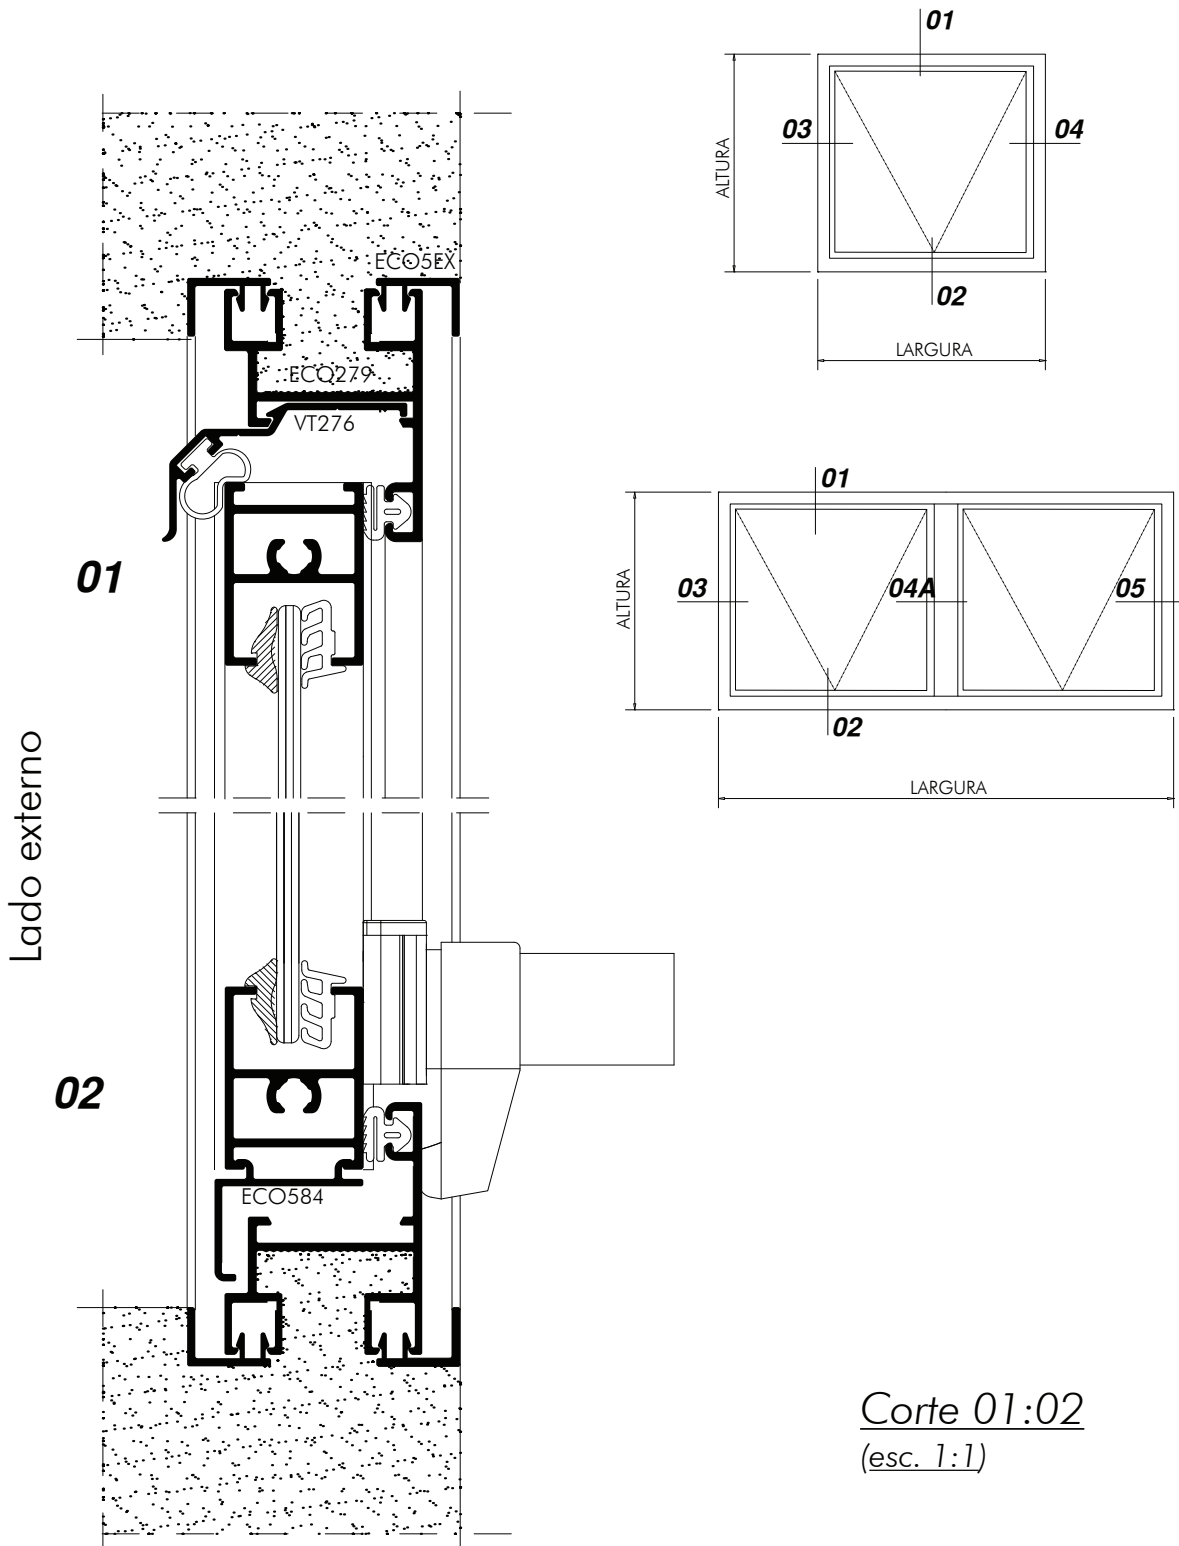 01
03
04
ALTURA
02
LARGURA
ECO5EX
ECO279
VT276
01
01
03
04A
05
ALTURA
02
LARGURA
Lado externo
02
ECO584
Corte 01:02
(esc. 1:1)